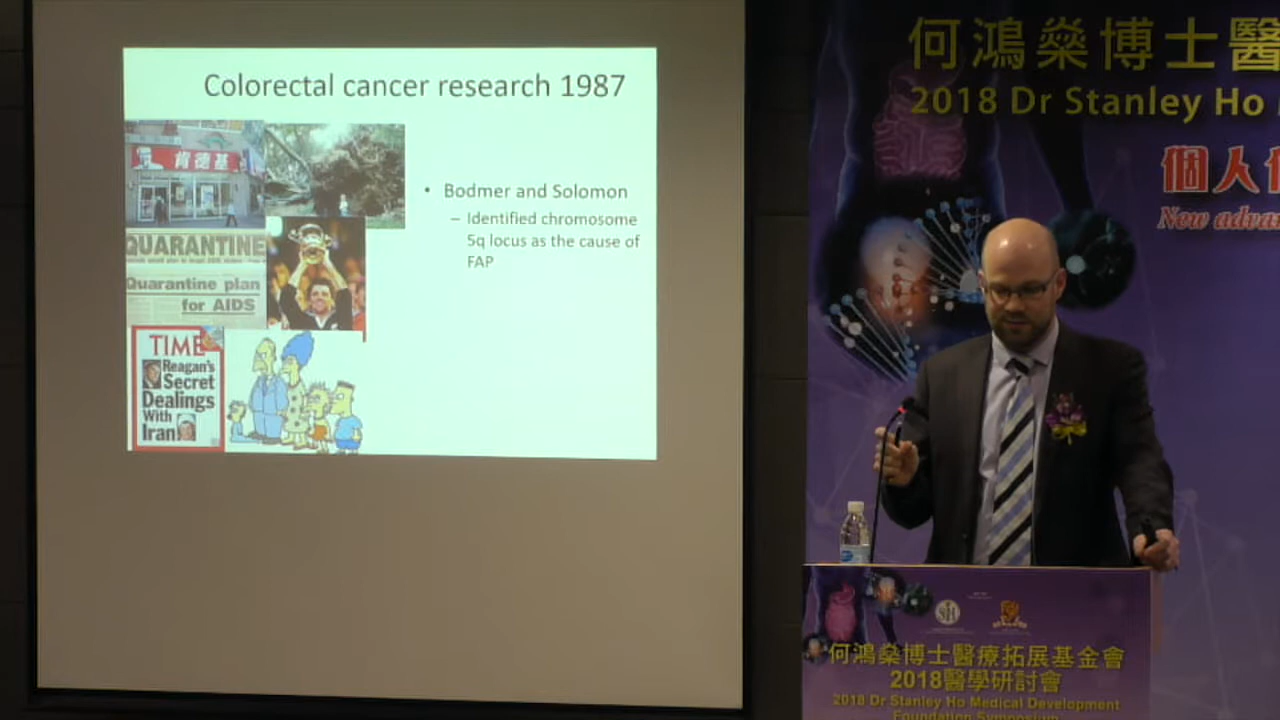 Colorectal cancer research 1987
肯德基
QUARANTINE
Quarantine plan
for AIDS
TIME
Reagan's
Secret
Dealings
With
Iran
• Bodmer and Solomon
– Identified chromosome
5q locus as the cause of
FAP
何鴻燊博士醫
2018 Dr Stanley Ho
個人
New advan
何鴻燊博士醫療拓展基金會
2018醫學研討會
2018 Dr Stanley Ho Medical Development
Foundation Symposium